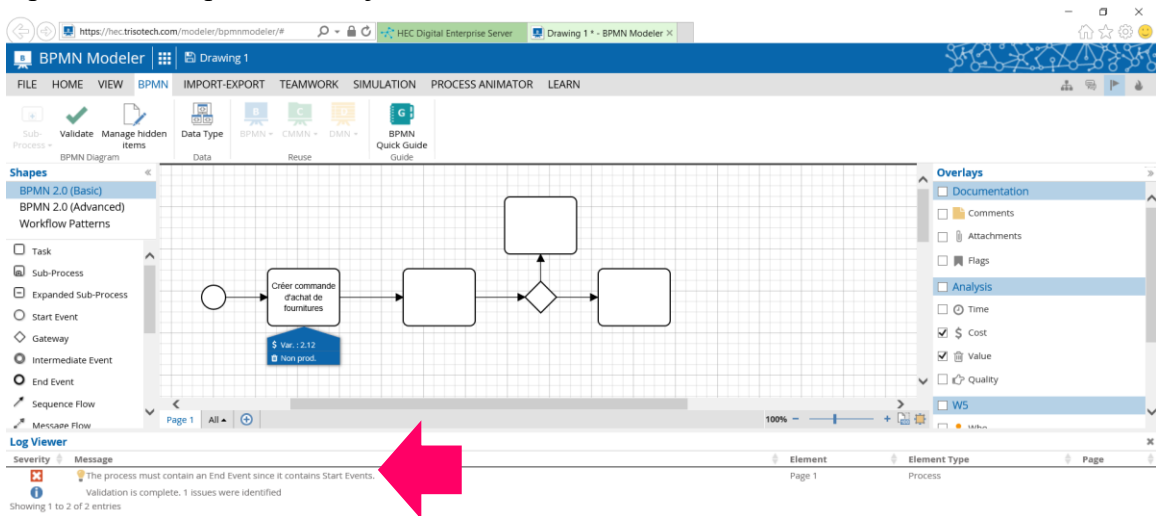 https://hec.trisotech.com/modeler/bpmnmodeler/#
HEC Digital Enterprise Server
Drawing 1 * - BPMN Modeler ×
BPMN Modeler
Drawing 1
FILE HOME VIEW BPMN IMPORT-EXPORT TEAMWORK SIMULATION PROCESS ANIMATOR LEARN
Sub-Process
Validate
Manage hidden items
Data Type
BPMN
CMMN
DMN
BPMN Quick Guide
BPMN Diagram
Data
Reuse
Guide
Shapes
BPMN 2.0 (Basic)
BPMN 2.0 (Advanced)
Workflow Patterns
Task
Sub-Process
Expanded Sub-Process
Start Event
Gateway
Intermediate Event
End Event
Sequence Flow
Message Flow
Créer commande
d'achat de
fournitures
$ Var. : 2.12
Non prod.
Page 1 All
100%
Overlays
Documentation
Comments
Attachments
Flags
Analysis
Time
$ Cost
Value
Quality
W5
Who
Log Viewer
Severity Message Element Element Type Page
The process must contain an End Event since it contains Start Events. Page 1 Process
Validation is complete. 1 issues were identified
Showing 1 to 2 of 2 entries